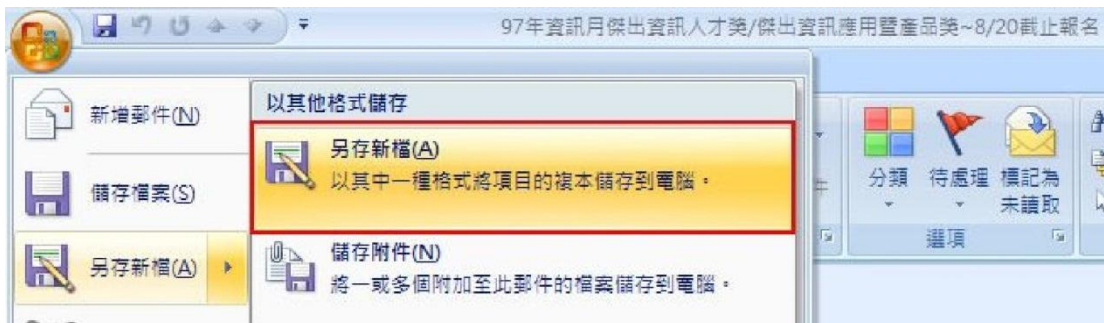 97年資訊月傑出資訊人才獎/傑出資訊應用暨產品獎~8/20截止報名
新增郵件(N)
儲存檔案(S)
另存新檔(A)
以其他格式儲存
另存新檔(A)
以其中一種格式將項目的複本儲存到電腦。
儲存附件(N)
將一或多個附加至此郵件的檔案儲存到電腦。
分類
待處理
標記為
未讀取
選項